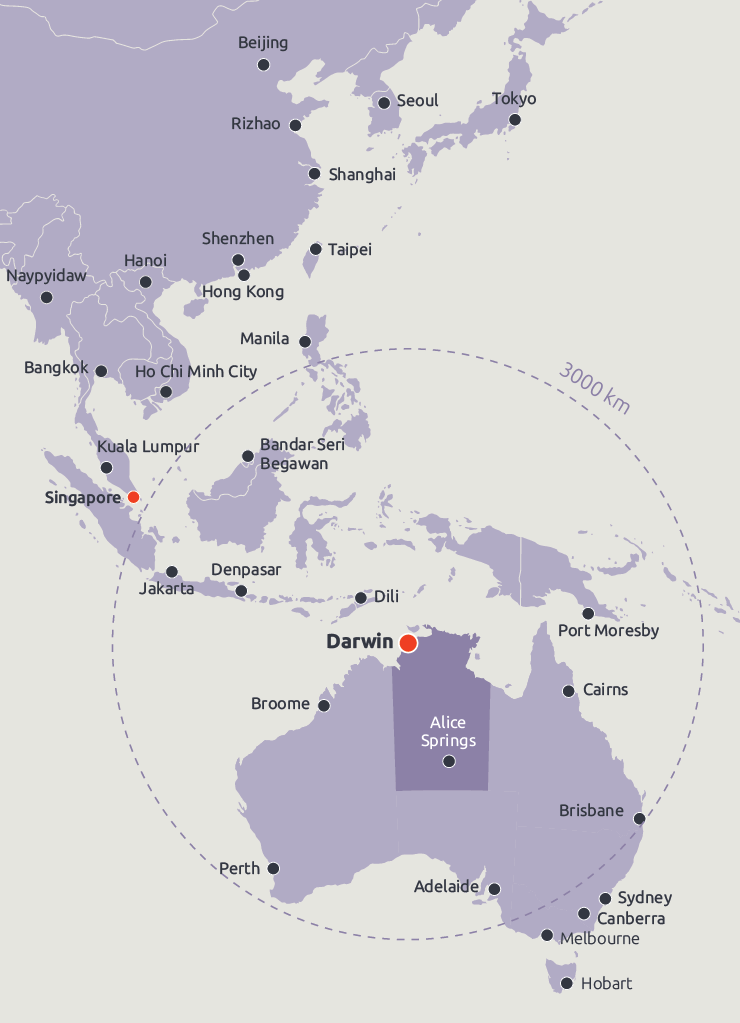 Beijing
Seoul
Tokyo
Rizhao
Shanghai
Shenzhen
Taipei
Hanoi
Naypyidaw
Hong Kong
Manila
Bangkok
Ho Chi Minh City
3000 km
Kuala Lumpur
Bandar Seri
Begawan
Singapore
Denpasar
Jakarta
Dili
Port Moresby
Darwin
Cairns
Broome
Alice
Springs
Brisbane
Perth
Adelaide
Sydney
Canberra
Melbourne
Hobart